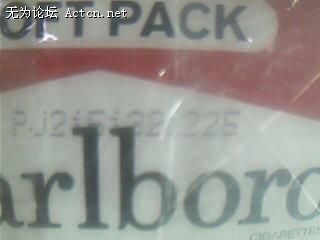 无为论坛 Actcn.net
OFT PACK
arlboro
CIGARETTES